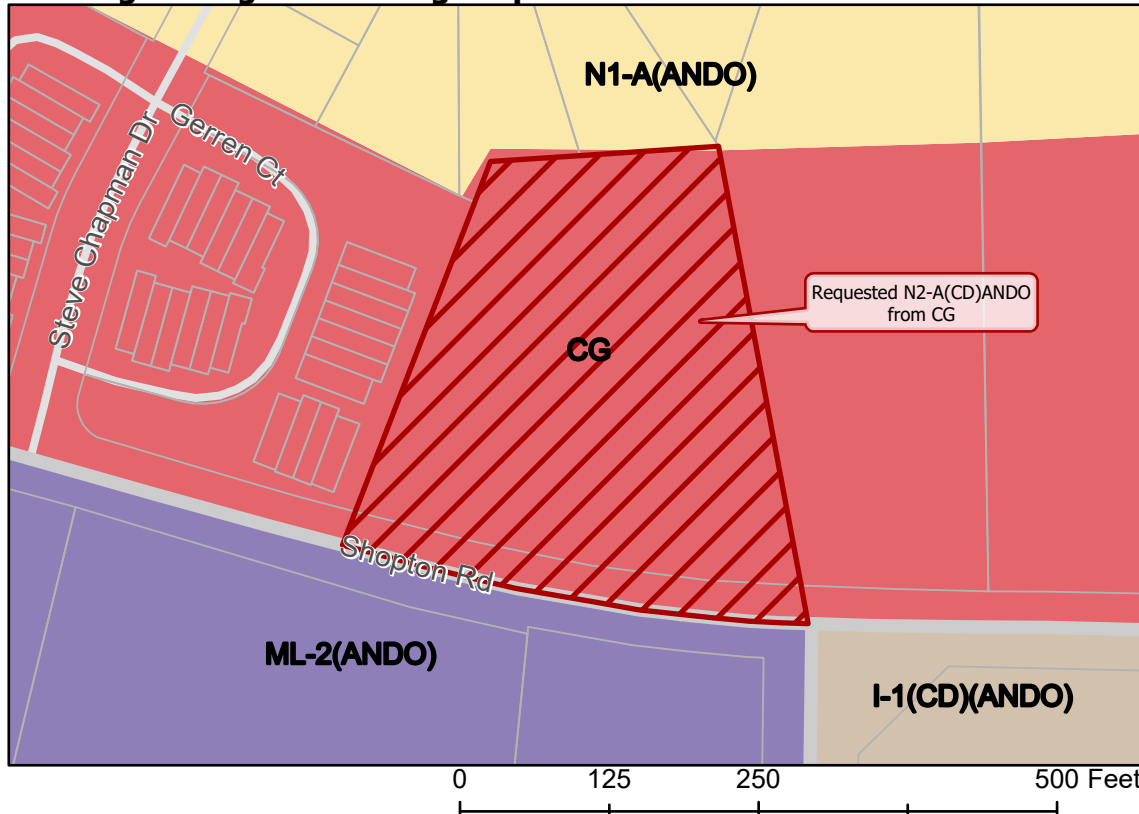 N1-A(ANDO)
Gerren Ct
Steve Chapman Dr
Requested N2-A(CD)ANDO
from CG
CG
Shopton Rd
ML-2(ANDO)
I-1(CD)(ANDO)
0 125 250 500 Feet